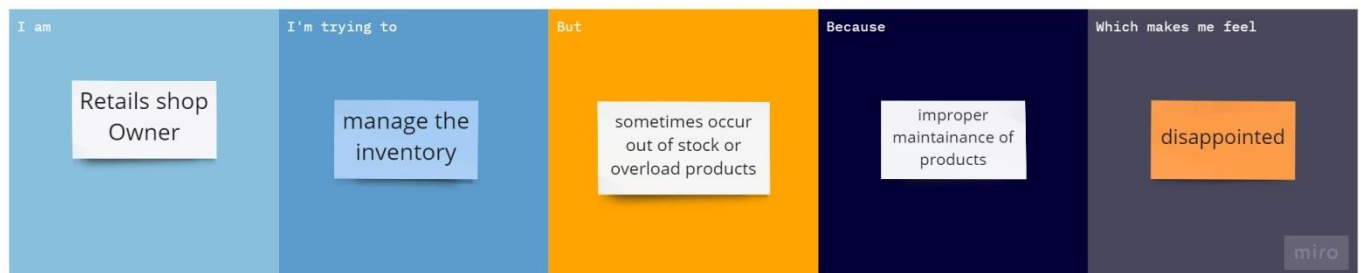 I am
Retails shop
Owner
I'm trying to
manage the
inventory
But
sometimes occur
out of stock or
overload products
Because
improper
maintainance of
products
Which makes me feel
disappointed
miro